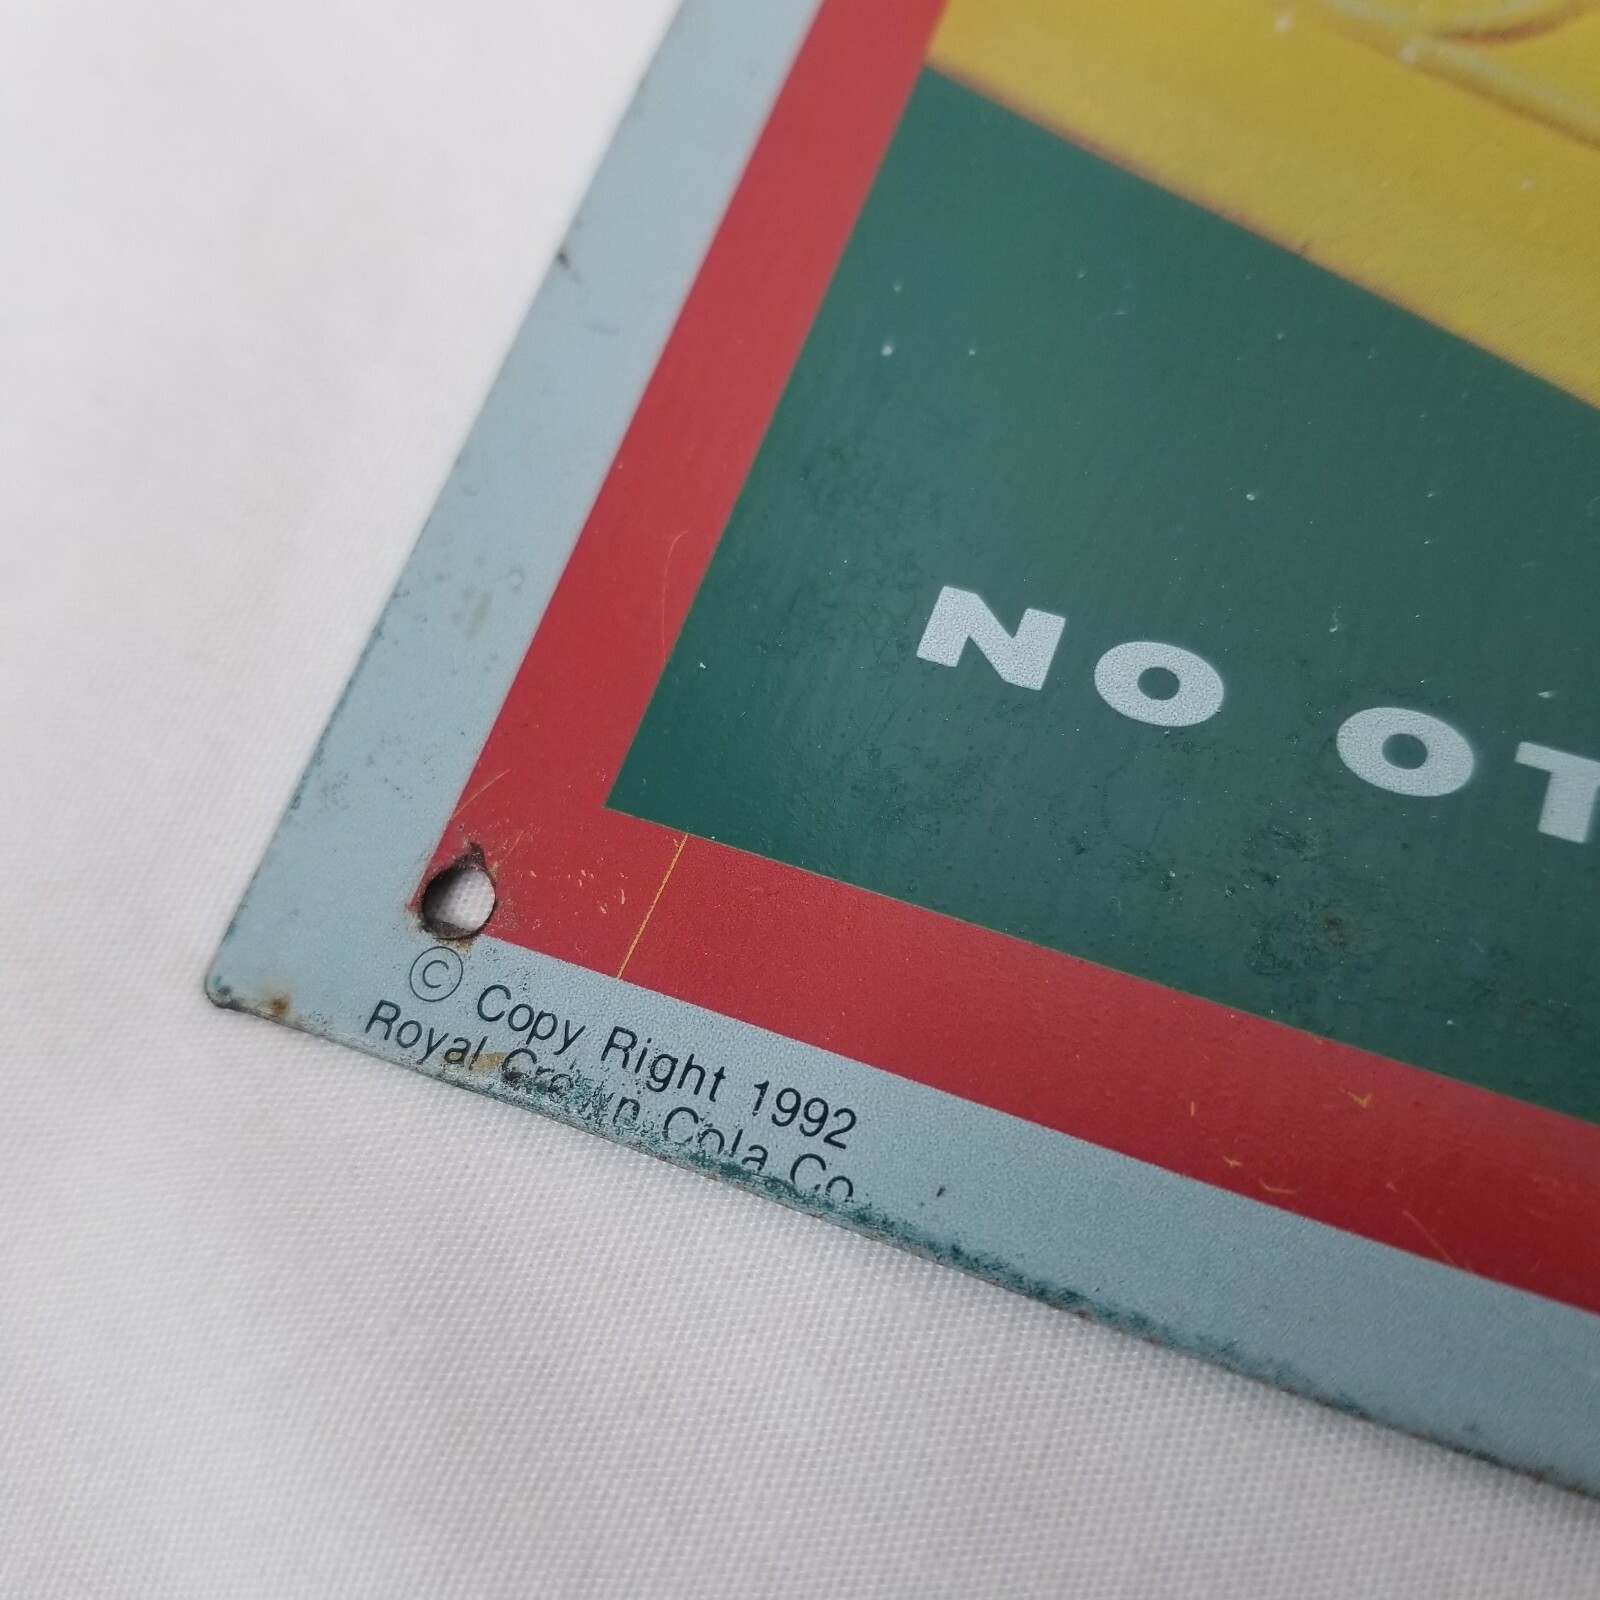 NO OT
© Copy Right 1992
Royal Crown Cola Co.